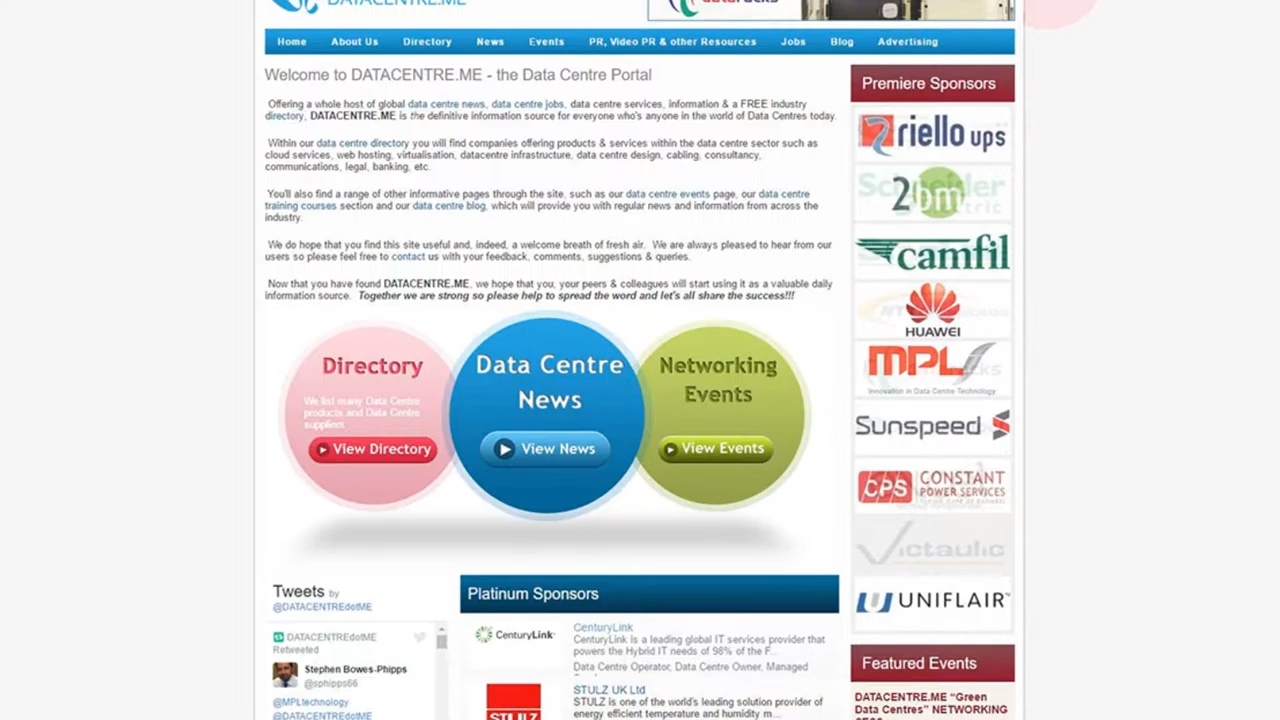 DATACENTRE.ME
Home About Us Directory News Events PR, Video PR & other Resources Jobs Blog Advertising
Welcome to DATACENTRE.ME - the Data Centre Portal
Offering a whole host of global data centre news, data centre jobs, data centre services, information & a FREE industry
directory, DATACENTRE.ME is the definitive information source for everyone who's anyone in the world of Data Centres today.
Within our data centre directory you will find companies offering products & services within the data centre sector such as
cloud services, web hosting, virtualisation, datacentre infrastructure, data centre design, cabling, consultancy,
communications, legal, banking, etc.
You'll also find a range of other informative pages through the site, such as our data centre events page, our data centre
training courses section and our data centre blog, which will provide you with regular news and information from across the
industry.
We do hope that you find this site useful and, indeed, a welcome breath of fresh air. We are always pleased to hear from our
users so please feel free to contact us with your feedback, comments, suggestions & queries.
Now that you have found DATACENTRE.ME, we hope that you, your peers & colleagues will start using it as a valuable daily
information source. Together we are strong so please help to spread the word and let's all share the success!!!
Directory
We list many Data Centre
products and Data Centre
suppliers
View Directory
Data Centre
News
View News
Networking
Events
View Events
Tweets by
@DATACENTREdotME
DATACENTREdotME
Retweeted
Stephen Bowes-Phipps
@sphipps66
@MPLtechnology
@DATACENTREdotME
Platinum Sponsors
CenturyLink
CenturyLink
CenturyLink is a leading global IT services provider that
powers the Hybrid IT needs of 98% of the F...
Data Centre Operator, Data Centre Owner, Managed
STULZ
STULZ UK Ltd
STULZ is one of the world's leading solution provider of
energy efficient temperature and humidity m...
Premiere Sponsors
riello ups
Schneider
Electric
2bm
camfil
HUAWEI
MPL
Innovation in Data Centre Technology
Sunspeed
CPS CONSTANT
POWER SERVICES
Victaulic
UNIFLAIR™
Featured Events
DATACENTRE.ME “Green
Data Centres” NETWORKING